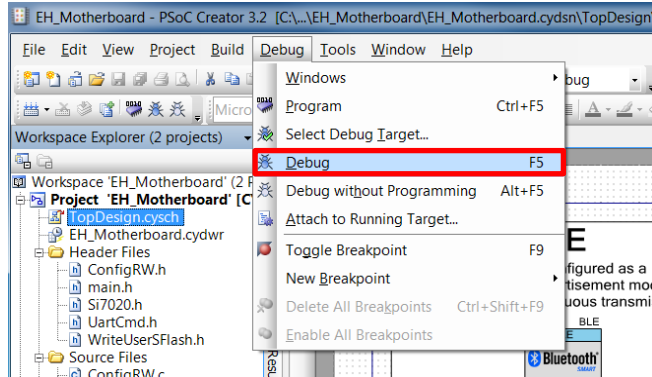 EH_Motherboard - PSoC Creator 3.2 [C:\...\EH_Motherboard\EH_Motherboard.cydsn\TopDesign
File Edit View Project Build Debug Tools Window Help
Windows
bug
Program Ctrl+F5
Micro
Select Debug Target...
Workspace Explorer (2 projects)
Debug F5
Workspace 'EH_Motherboard' (2
Debug without Programming Alt+F5
Project 'EH_Motherboard' [C
TopDesign.cysch
Attach to Running Target...
EH_Motherboard.cydwr
Toggle Breakpoint F9
E
Header Files
ConfigRW.h
New Breakpoint
figured as a
main.h
tisement mo
Si7020.h
Delete All Breakpoints Ctrl+Shift+F9
uous transmi
UartCmd.h
BLE
WriteUserSFlash.h
Enable All Breakpoints
E
Source Files
Res
Bluetooth
SMART
ConfigRW.c